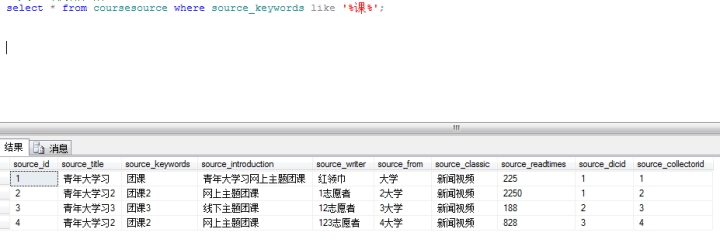 select * from coursesource where source_keywords like '%课%';
结果 消息
source_id source_title source_keywords source_introduction source_writer source_from source_classic source_readtimes source_dicid source_collectorid
1 青年大学习 团课 青年大学习网上主题团课 红领巾 大学 新闻视频 225 1 1
2 青年大学习2 团课2 网上主题团课 1志愿者 2大学 新闻视频 2250 1 2
3 青年大学习3 团课3 线下主题团课 12志愿者 3大学 新闻视频 188 2 3
4 青年大学习2 团课2 网上主题团课 123志愿者 4大学 新闻视频 828 3 4